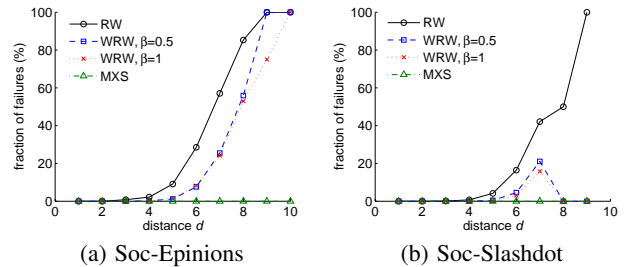 fraction of failures (%)
100
80
60
40
20
0
0 2 4 6 8 10
distance d
RW
WRW, β=0.5
WRW, β=1
MXS
(a) Soc-Epinions
fraction of failures (%)
100
80
60
40
20
0
0 2 4 6 8 10
distance d
RW
WRW, β=0.5
WRW, β=1
MXS
(b) Soc-Slashdot